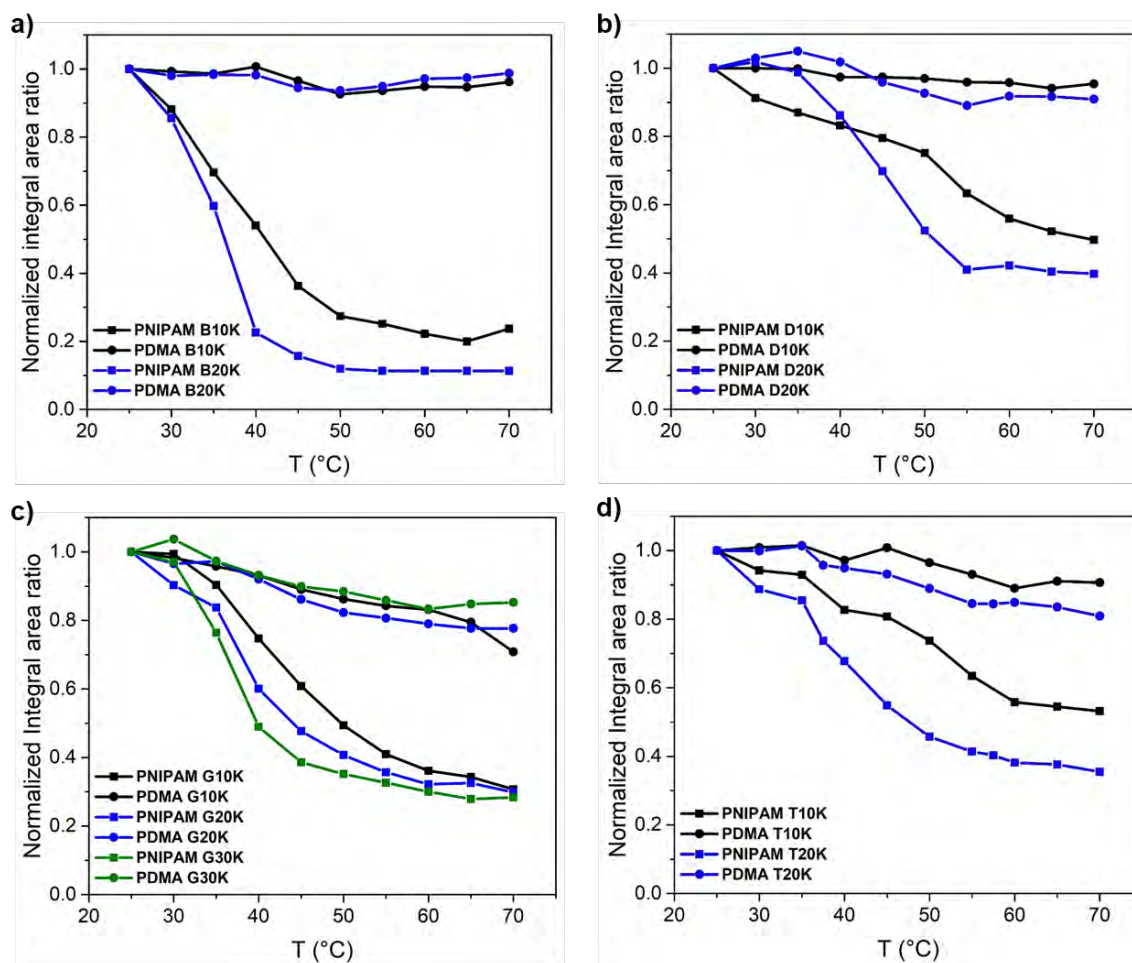 a)
Normalized integral area ratio
1.0
0.8
0.6
0.4
0.2
0.0
PNIPAM B10K
PDMA B10K
PNIPAM B20K
PDMA B20K
20 30 40 50 60 70
T (°C)
b)
Normalized Integral area ratio
1.0
0.8
0.6
0.4
0.2
0.0
PNIPAM D10K
PDMA D10K
PNIPAM D20K
PDMA D20K
20 30 40 50 60 70
T (°C)
c)
Normalized Integral area ratio
1.0
0.8
0.6
0.4
0.2
0.0
PNIPAM G10K
PDMA G10K
PNIPAM G20K
PDMA G20K
PNIPAM G30K
PDMA G30K
20 30 40 50 60 70
T (°C)
d)
Normalized Integral area ratio
1.0
0.8
0.6
0.4
0.2
0.0
PNIPAM T10K
PDMA T10K
PNIPAM T20K
PDMA T20K
20 30 40 50 60 70
T (°C)